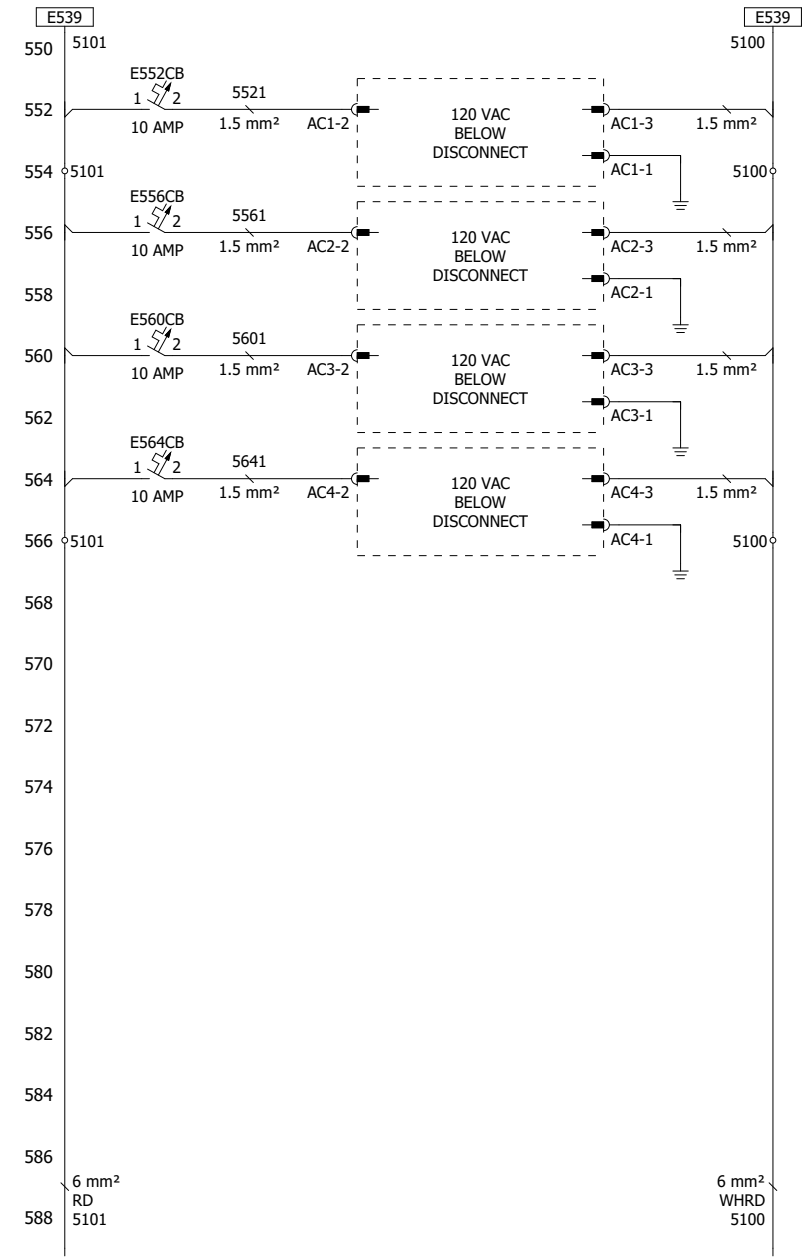 E539
E539
550
5101
5100
E552CB
1
2
5521
552
10 AMP
1.5 mm²
AC1-2
120 VAC
BELOW
DISCONNECT
AC1-3
1.5 mm²
AC1-1
554
5101
5100
E556CB
1
2
5561
556
10 AMP
1.5 mm²
AC2-2
120 VAC
BELOW
DISCONNECT
AC2-3
1.5 mm²
AC2-1
558
E560CB
1
2
5601
560
10 AMP
1.5 mm²
AC3-2
120 VAC
BELOW
DISCONNECT
AC3-3
1.5 mm²
AC3-1
562
E564CB
1
2
5641
564
10 AMP
1.5 mm²
AC4-2
120 VAC
BELOW
DISCONNECT
AC4-3
1.5 mm²
AC4-1
566
5101
5100
568
570
572
574
576
578
580
582
584
586
6 mm²
RD
5101
6 mm²
WHRD
5100
588